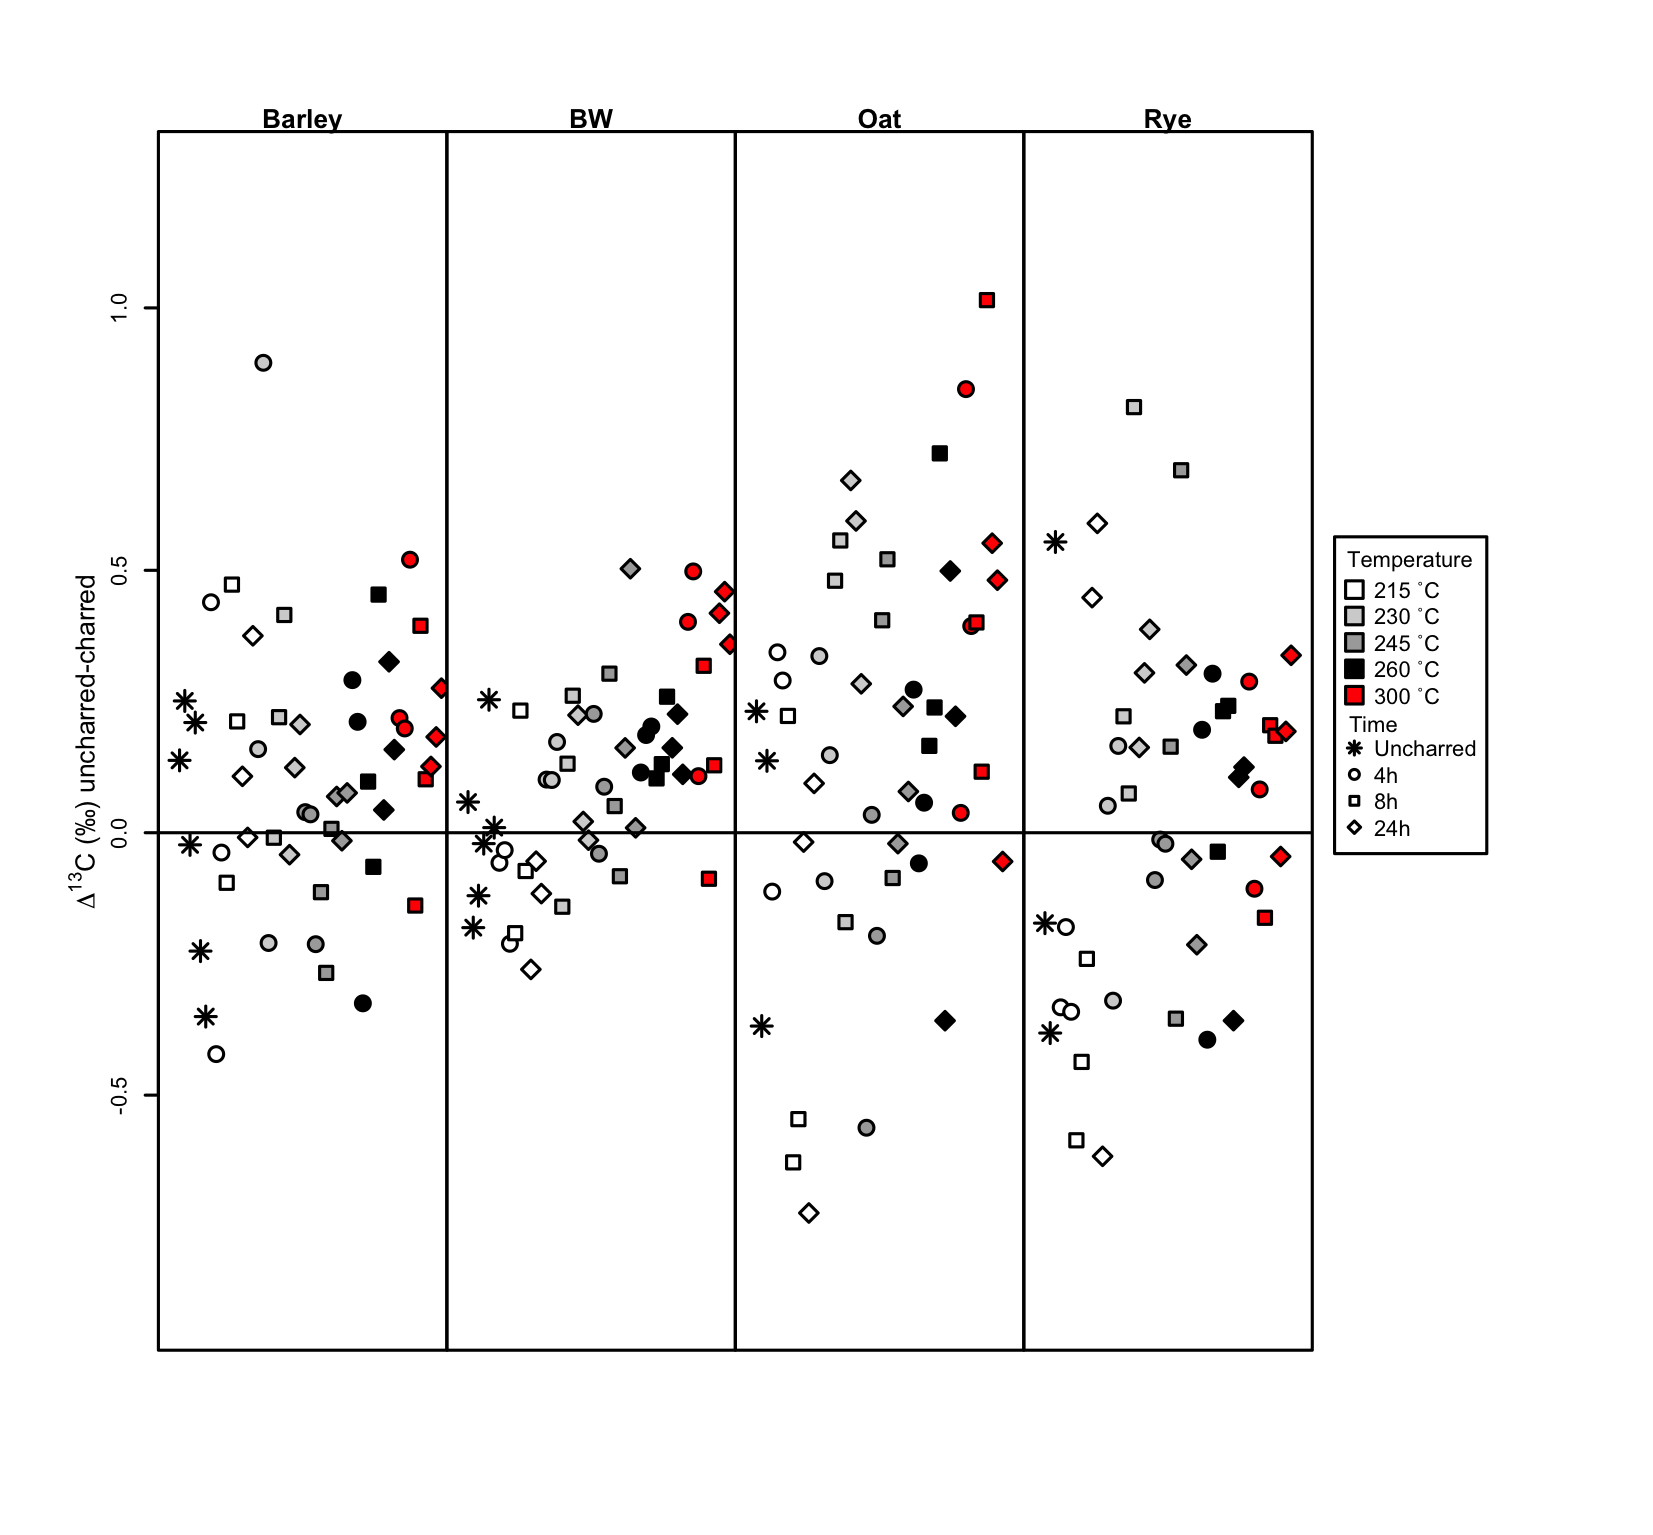 Barley BW Oat Rye
1.0
0.5
0.0
-0.5
Δ13C (‰) uncharred-charred
Temperature
215 °C
230 °C
245 °C
260 °C
300 °C
Time
Uncharred
4h
8h
24h